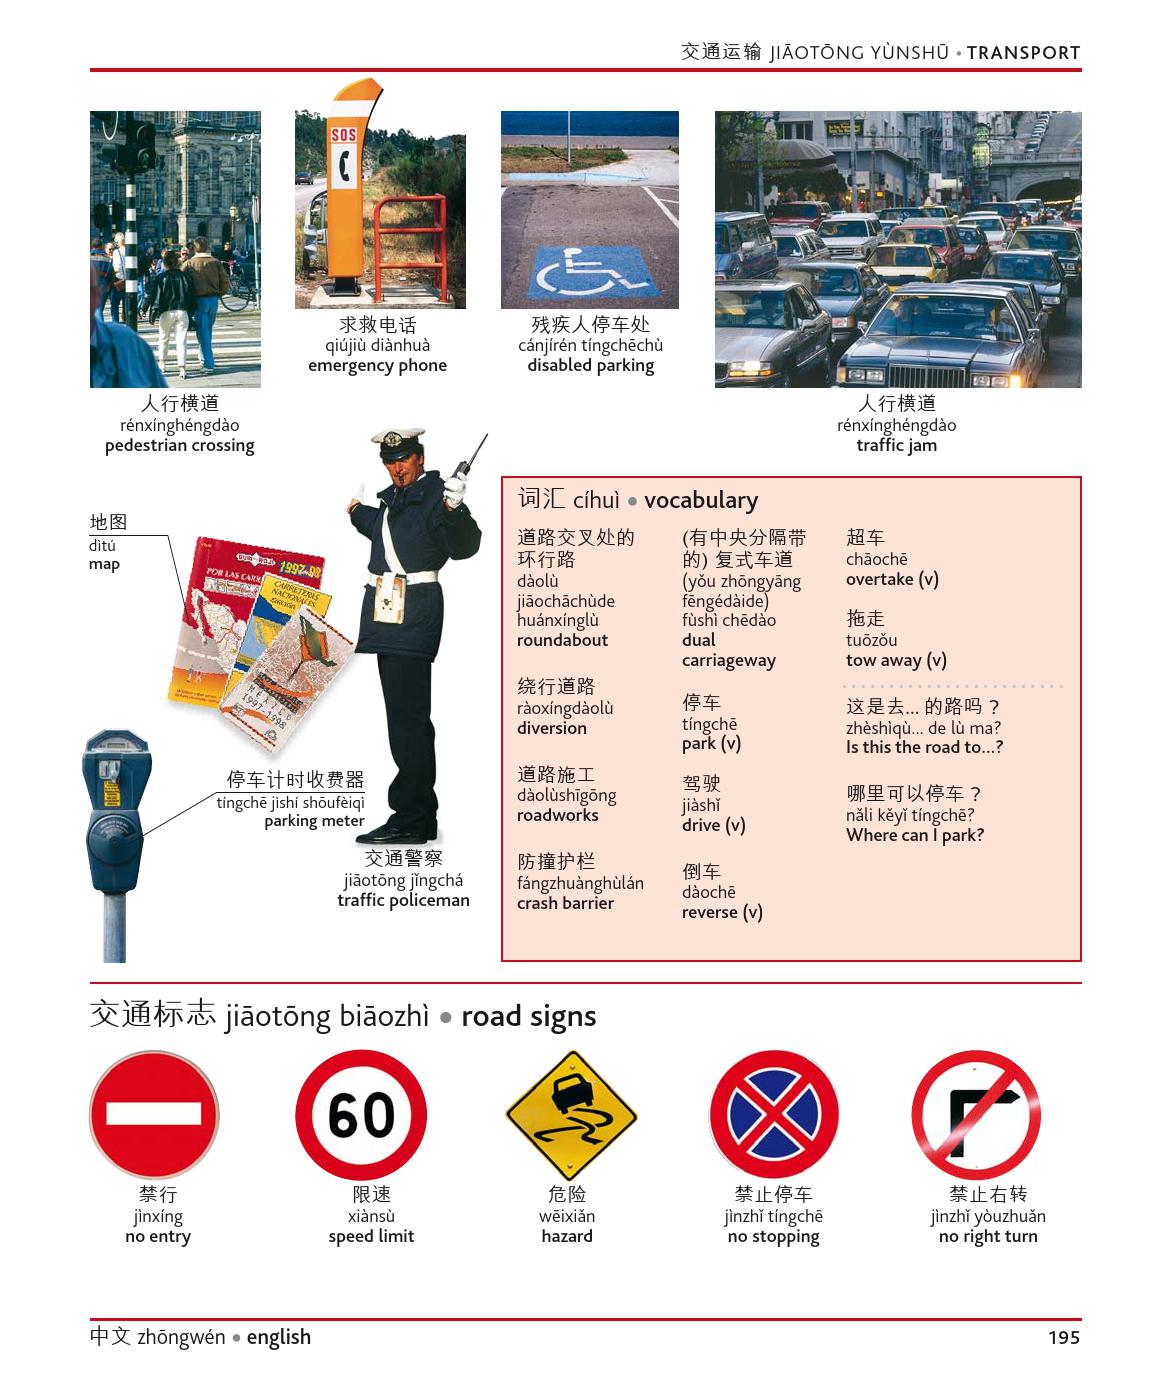 交通运输 JIĀOTŌNG YÙNSHŪ • TRANSPORT
SOS
人行横道
rénxínghéngdào
pedestrian crossing
求救电话
qiújiù diànhuà
emergency phone
残疾人停车处
cánjírén tíngchēchù
disabled parking
人行横道
rénxínghéngdào
traffic jam
地图
dìtú
map
1997-98
POR LAS CARR
CARRETERAS
NACIONALES
MEXICO
1997-1998
停车计时收费器
tíngchē jìshí shōufèiqì
parking meter
交通警察
jiāotōng jǐngchá
traffic policeman
词汇 cíhuì • vocabulary
道路交叉处的
环行路
dàolù
jiāochāchùde
huánxínglù
roundabout
绕行道路
ràoxíngdàolù
diversion
道路施工
dàolùshīgōng
roadworks
防撞护栏
fángzhuànghùlán
crash barrier
(有中央分隔带
的) 复式车道
(yǒu zhōngyāng
fēngédàide)
fùshì chēdào
dual
carriageway
停车
tíngchē
park (v)
驾驶
jiàshǐ
drive (v)
倒车
dàochē
reverse (v)
超车
chāochē
overtake (v)
拖走
tuōzǒu
tow away (v)
这是去... 的路吗？
zhèshìqù... de lù ma?
Is this the road to...?
哪里可以停车？
nǎli kěyǐ tíngchē?
Where can I park?
交通标志 jiāotōng biāozhì • road signs
60
禁行
jìnxíng
no entry
限速
xiànsù
speed limit
危险
wēixiǎn
hazard
禁止停车
jìnzhǐ tíngchē
no stopping
禁止右转
jìnzhǐ yòuzhuǎn
no right turn
中文 zhōngwén • english
195